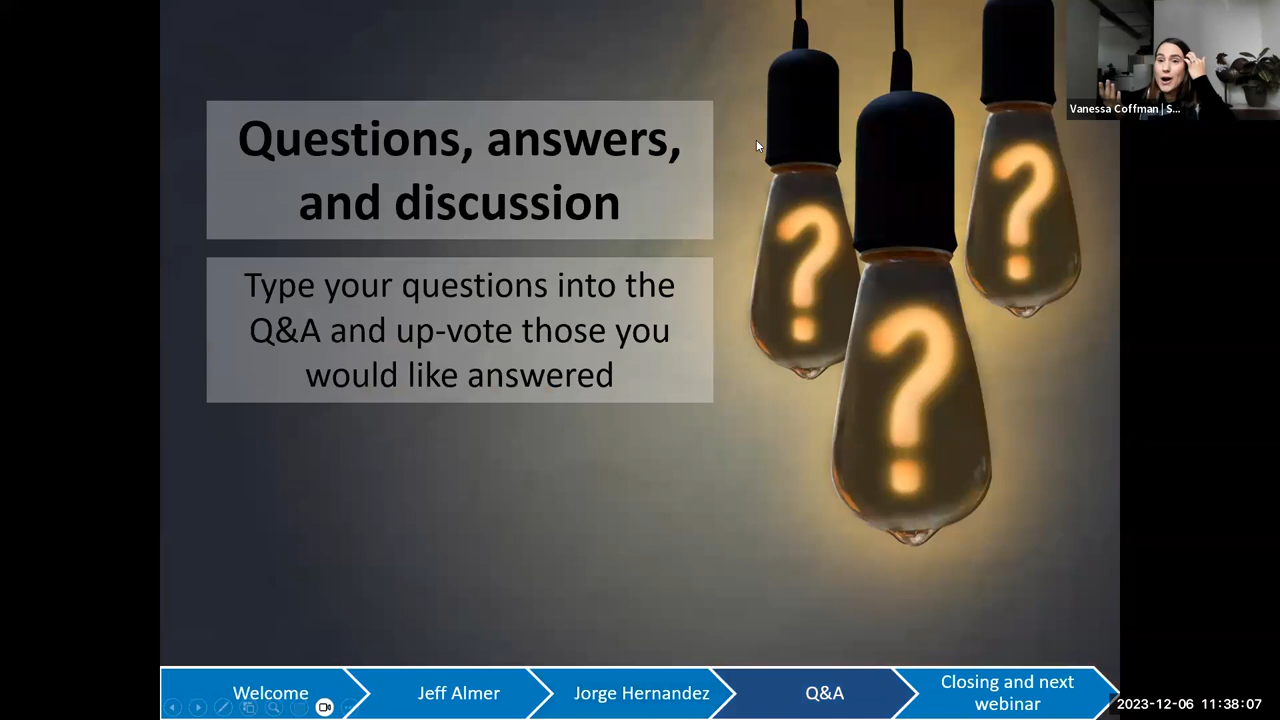 Questions, answers,
and discussion
Type your questions into the
Q&A and up-vote those you
would like answered
Vanessa Coffman | S...
? ? ?
Welcome
Jeff Almer
Jorge Hernandez
Q&A
Closing and next
webinar
2023-12-06 11:38:07